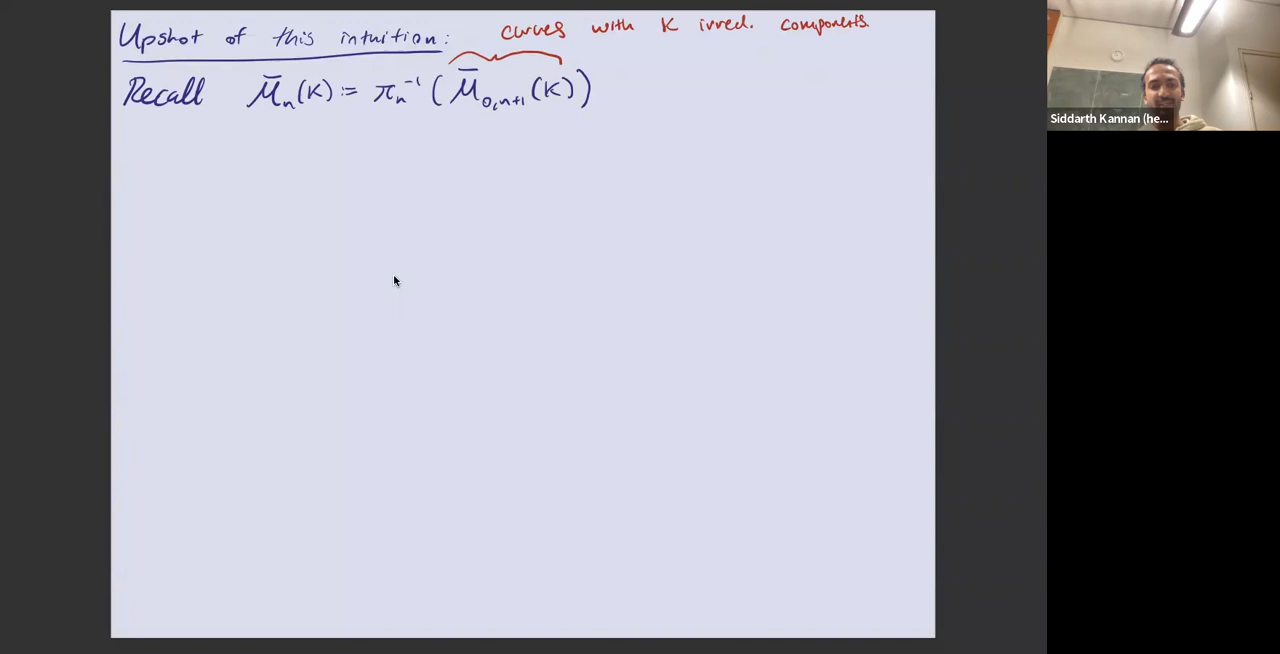 Upshot of this intuition: curves with K irred. components
Recall M̄ₙ(K) := πₙ⁻¹( M̄₀,ₙ₊₁(K) )
Siddarth Kannan (he...